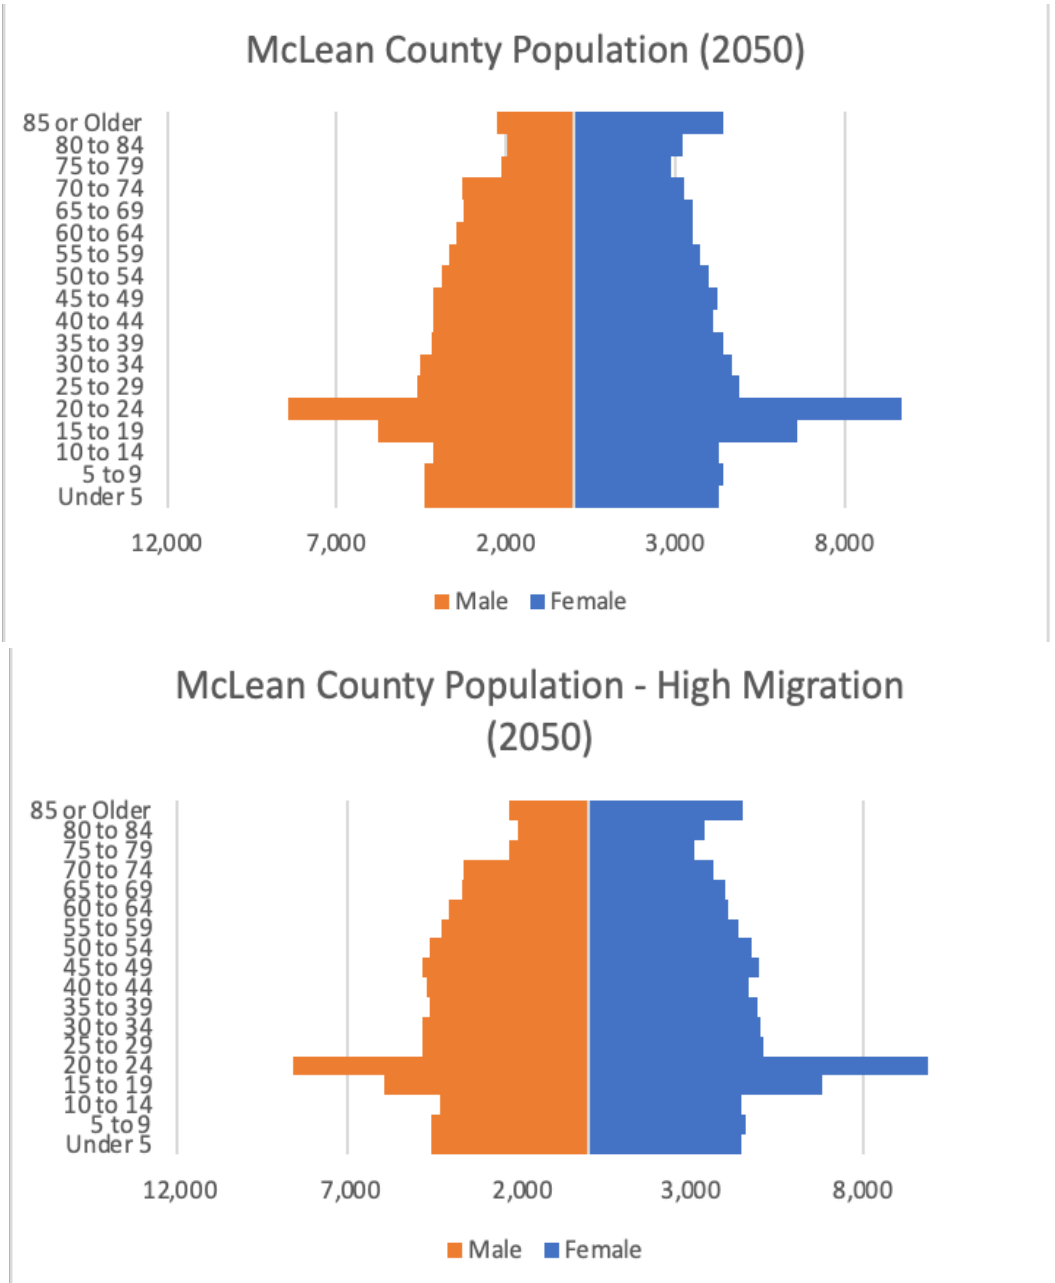 McLean County Population (2050)
85 or Older
80 to 84
75 to 79
70 to 74
65 to 69
60 to 64
55 to 59
50 to 54
45 to 49
40 to 44
35 to 39
30 to 34
25 to 29
20 to 24
15 to 19
10 to 14
5 to 9
Under 5
12,000 7,000 2,000 3,000 8,000
Male Female
McLean County Population - High Migration
(2050)
85 or Older
80 to 84
75 to 79
70 to 74
65 to 69
60 to 64
55 to 59
50 to 54
45 to 49
40 to 44
35 to 39
30 to 34
25 to 29
20 to 24
15 to 19
10 to 14
5 to 9
Under 5
12,000 7,000 2,000 3,000 8,000
Male Female